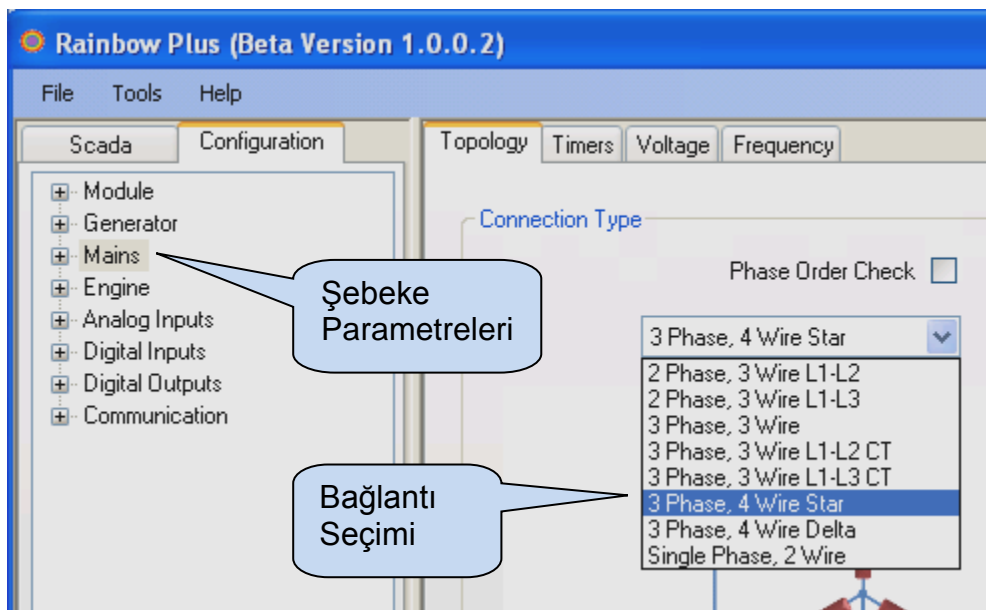 Rainbow Plus (Beta Version 1.0.0.2)
File Tools Help
Scada Configuration
Topology Timers Voltage Frequency
Module
Generator
Mains
Engine
Analog Inputs
Digital Inputs
Digital Outputs
Communication
Şebeke
Parametreleri
Bağlantı
Seçimi
Connection Type
Phase Order Check
3 Phase, 4 Wire Star
2 Phase, 3 Wire L1-L2
2 Phase, 3 Wire L1-L3
3 Phase, 3 Wire
3 Phase, 3 Wire L1-L2 CT
3 Phase, 3 Wire L1-L3 CT
3 Phase, 4 Wire Star
3 Phase, 4 Wire Delta
Single Phase, 2 Wire